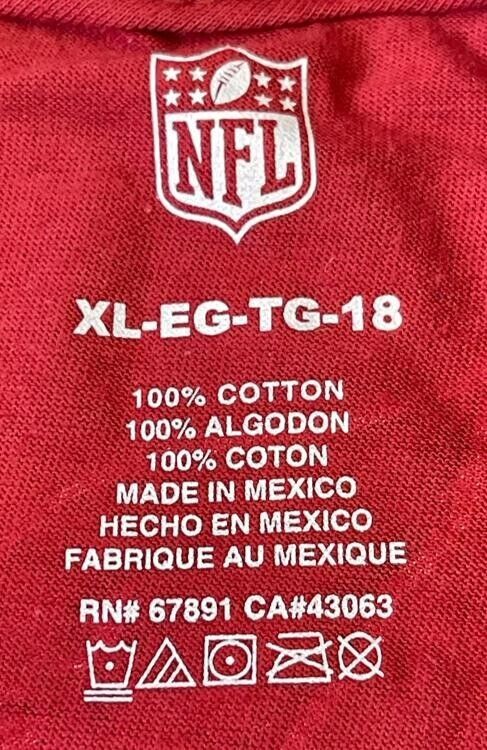 NFL
XL-EG-TG-18
100% COTTON
100% ALGODON
100% COTON
MADE IN MEXICO
HECHO EN MEXICO
FABRIQUE AU MEXIQUE
RN# 67891 CA#43063